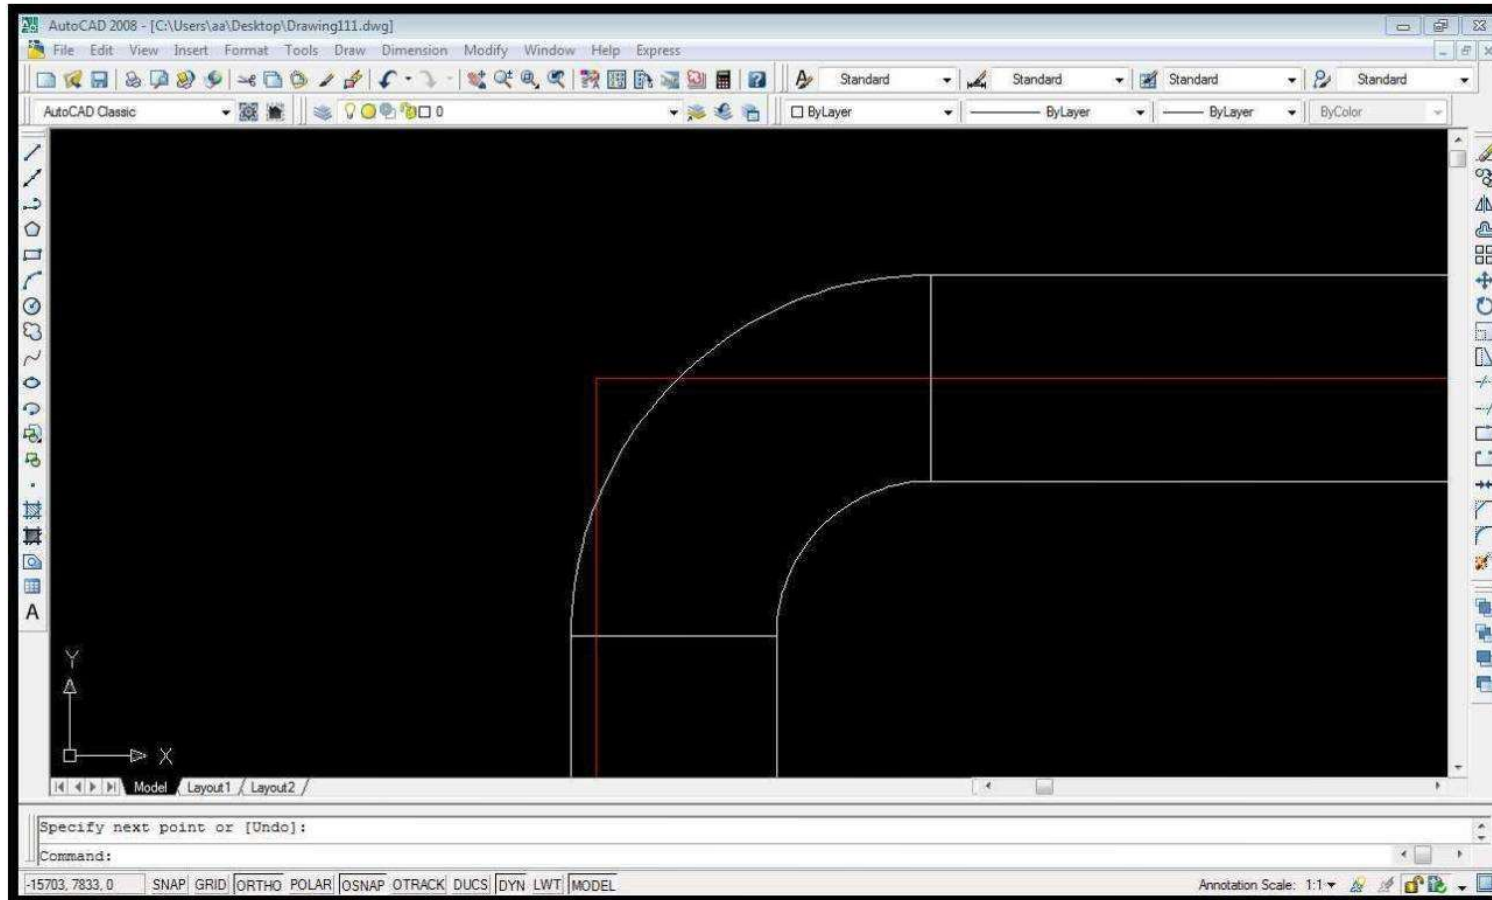 AutoCAD 2008 - [C:\Users\aa\Desktop\Drawing111.dwg]
File Edit View Insert Format Tools Draw Dimension Modify Window Help Express
Standard Standard Standard Standard
AutoCAD Classic 0 ByLayer ByLayer ByLayer ByColor
A
Y
X
Model Layout1 Layout2
Specify next point or [Undo]:
Command:
-15703, 7833, 0 SNAP GRID ORTHO POLAR OSNAP OTRACK DUCS DYN LWT MODEL Annotation Scale: 1:1